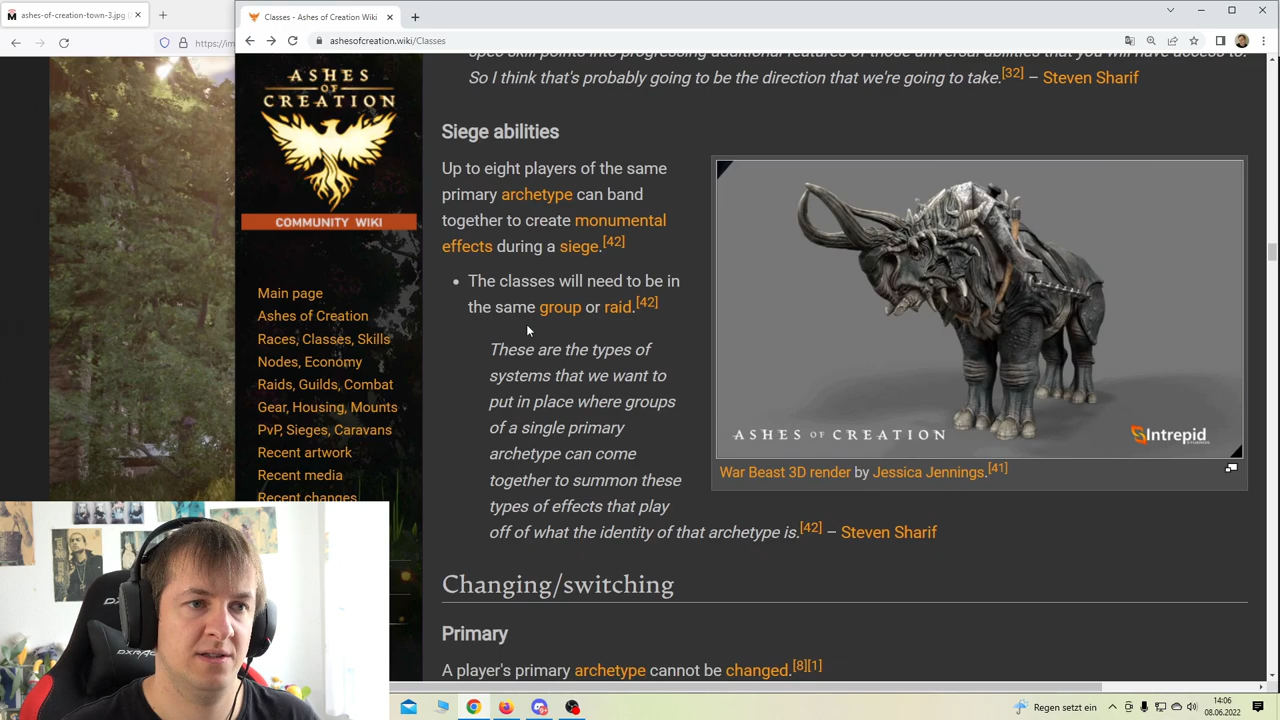 ashes-of-creation-town-3.jpg
Classes - Ashes of Creation Wiki
https://im
ashesofcreation.wiki/Classes
So I think that's probably going to be the direction that we're going to take.[32] – Steven Sharif
ASHES
OF
CREATION
COMMUNITY WIKI
Main page
Ashes of Creation
Races, Classes, Skills
Nodes, Economy
Raids, Guilds, Combat
Gear, Housing, Mounts
PvP, Sieges, Caravans
Recent artwork
Recent media
Recent changes
Siege abilities
Up to eight players of the same
primary archetype can band
together to create monumental
effects during a siege.[42]
• The classes will need to be in
the same group or raid.[42]
These are the types of
systems that we want to
put in place where groups
of a single primary
archetype can come
together to summon these
types of effects that play
off of what the identity of that archetype is.[42] – Steven Sharif
ASHES OF CREATION
Intrepid
War Beast 3D render by Jessica Jennings.[41]
Changing/switching
Primary
A player's primary archetype cannot be changed.[8][1]
Regen setzt ein
14:06
08.06.2022